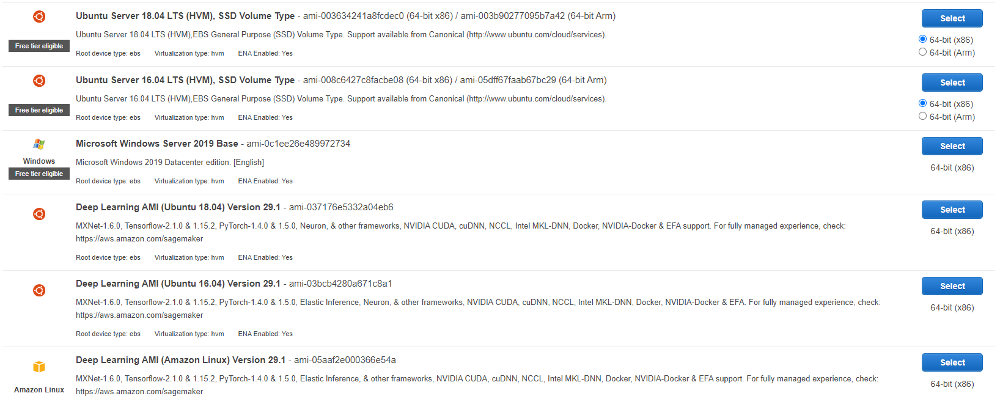 Ubuntu Server 18.04 LTS (HVM), SSD Volume Type - ami-003634241a8fcdec0 (64-bit x86) / ami-003b90277095b7a42 (64-bit Arm)
Select
Ubuntu Server 18.04 LTS (HVM),EBS General Purpose (SSD) Volume Type. Support available from Canonical (http://www.ubuntu.com/cloud/services).
64-bit (x86)
Free tier eligible
Root device type: ebs Virtualization type: hvm ENA Enabled: Yes
64-bit (Arm)
Ubuntu Server 16.04 LTS (HVM), SSD Volume Type - ami-008c6427c8facbe08 (64-bit x86) / ami-05dff67faab67bc29 (64-bit Arm)
Select
Ubuntu Server 16.04 LTS (HVM),EBS General Purpose (SSD) Volume Type. Support available from Canonical (http://www.ubuntu.com/cloud/services).
64-bit (x86)
Free tier eligible
Root device type: ebs Virtualization type: hvm ENA Enabled: Yes
64-bit (Arm)
Microsoft Windows Server 2019 Base - ami-0c1ee26e489972734
Select
Windows
Microsoft Windows 2019 Datacenter edition. [English]
64-bit (x86)
Free tier eligible
Root device type: ebs Virtualization type: hvm ENA Enabled: Yes
Deep Learning AMI (Ubuntu 18.04) Version 29.1 - ami-037176e5332a04eb6
Select
MXNet-1.6.0, Tensorflow-2.1.0 & 1.15.2, PyTorch-1.4.0 & 1.5.0, Neuron, & other frameworks, NVIDIA CUDA, cuDNN, NCCL, Intel MKL-DNN, Docker, NVIDIA-Docker & EFA support. For fully managed experience, check:
64-bit (x86)
https://aws.amazon.com/sagemaker
Root device type: ebs Virtualization type: hvm ENA Enabled: Yes
Deep Learning AMI (Ubuntu 16.04) Version 29.1 - ami-03bcb4280a671c8a1
Select
MXNet-1.6.0, Tensorflow-2.1.0 & 1.15.2, PyTorch-1.4.0 & 1.5.0, Elastic Inference, Neuron, & other frameworks, NVIDIA CUDA, cuDNN, NCCL, Intel MKL-DNN, Docker, NVIDIA-Docker & EFA. For fully managed experience, check:
64-bit (x86)
https://aws.amazon.com/sagemaker
Root device type: ebs Virtualization type: hvm ENA Enabled: Yes
Deep Learning AMI (Amazon Linux) Version 29.1 - ami-05aaf2e000366e54a
Select
MXNet-1.6.0, Tensorflow-2.1.0 & 1.15.2, PyTorch-1.4.0 & 1.5.0, Elastic Inference, & other frameworks, NVIDIA CUDA, cuDNN, NCCL, Intel MKL-DNN, Docker, NVIDIA-Docker & EFA support. For fully managed experience, check:
64-bit (x86)
Amazon Linux
https://aws.amazon.com/sagemaker